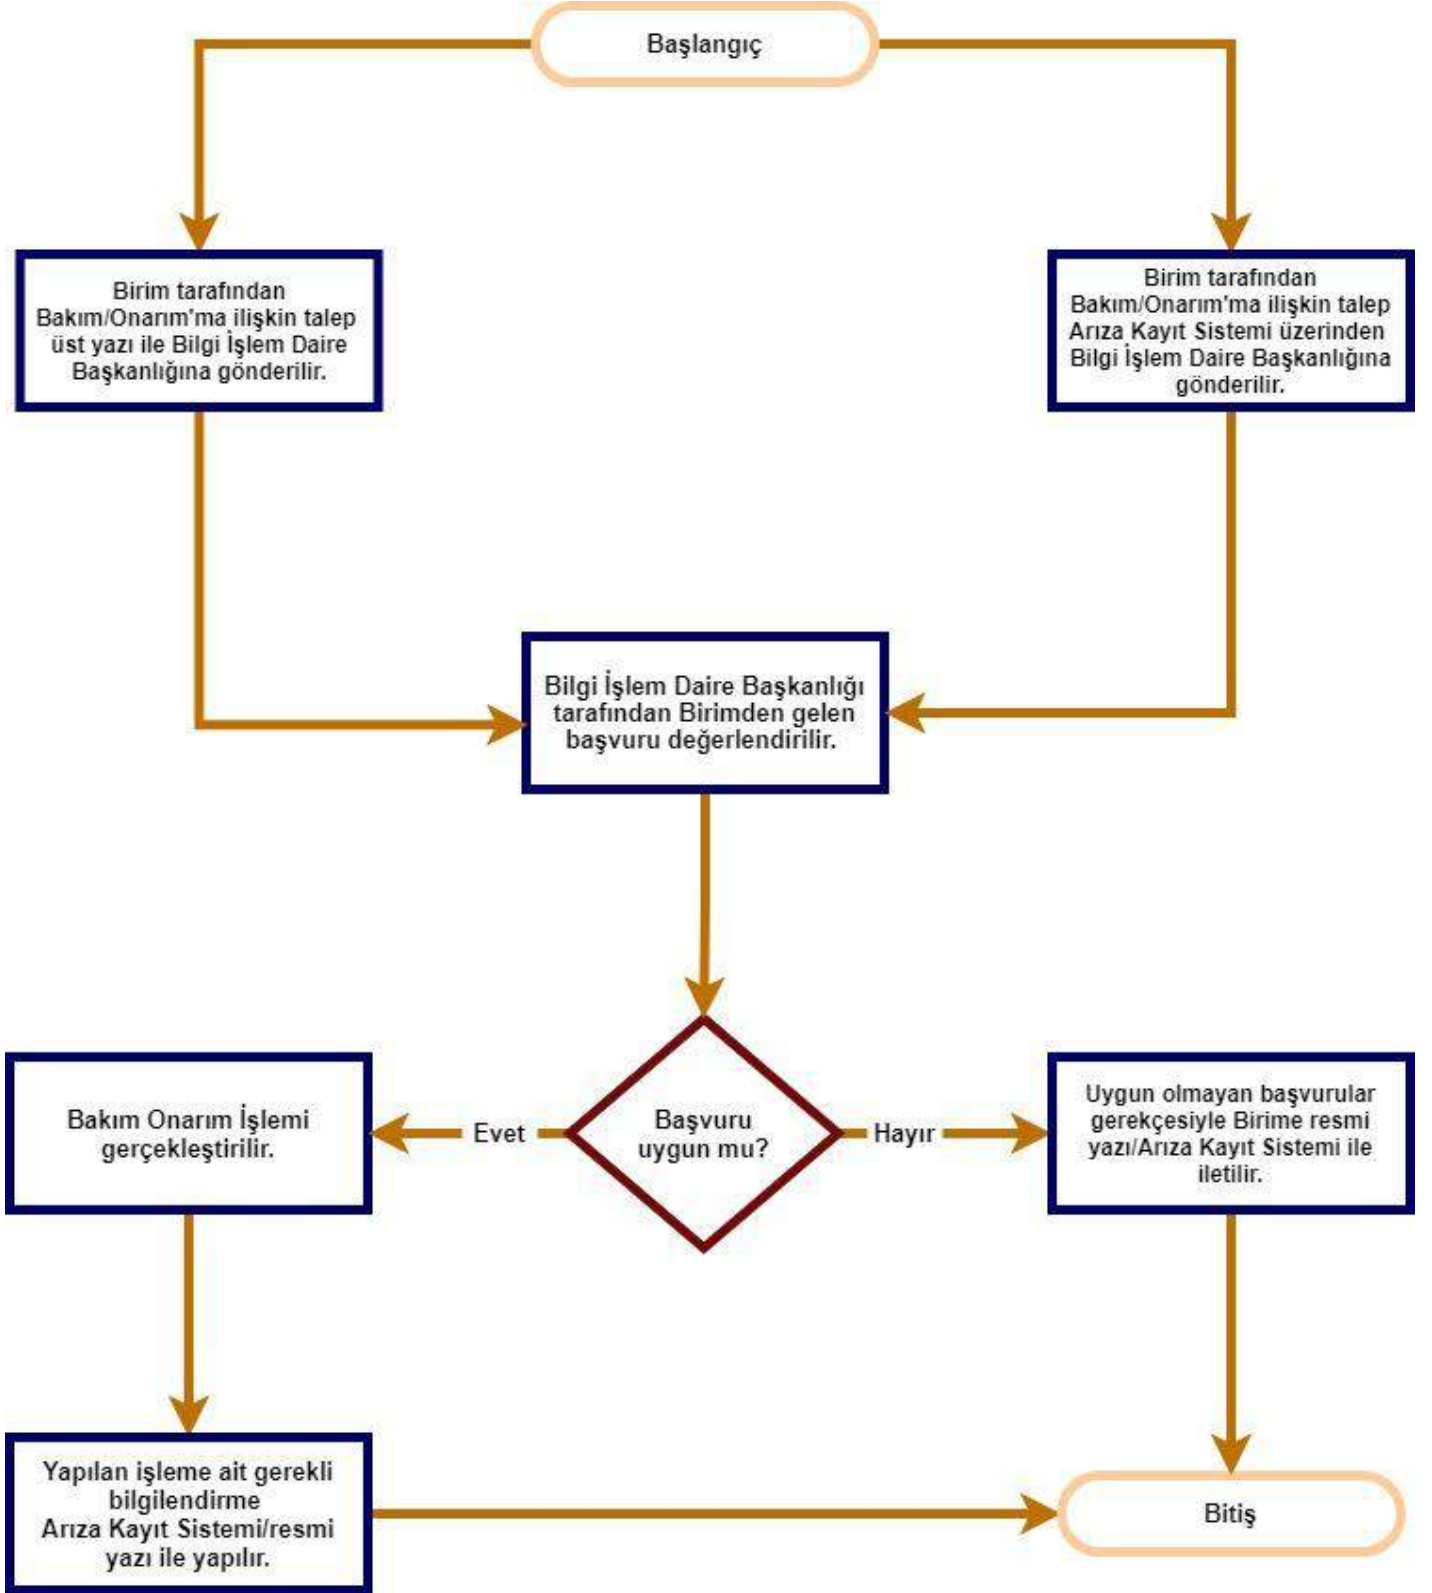 Başlangıç
Birim tarafından
Bakım/Onarım'ma ilişkin talep
üst yazı ile Bilgi İşlem Daire
Başkanlığına gönderilir.
Birim tarafından
Bakım/Onarım'ma ilişkin talep
Arıza Kayıt Sistemi üzerinden
Bilgi İşlem Daire Başkanlığına
gönderilir.
Bilgi İşlem Daire Başkanlığı
tarafından Birimden gelen
başvuru değerlendirilir.
Başvuru
uygun mu?
Evet
Hayır
Bakım Onarım İşlemi
gerçekleştirilir.
Uygun olmayan başvurular
gerekçesiyle Birime resmi
yazı/Arıza Kayıt Sistemi ile
iletilir.
Yapılan işleme ait gerekli
bilgilendirme
Arıza Kayıt Sistemi/resmi
yazı ile yapılır.
Bitiş